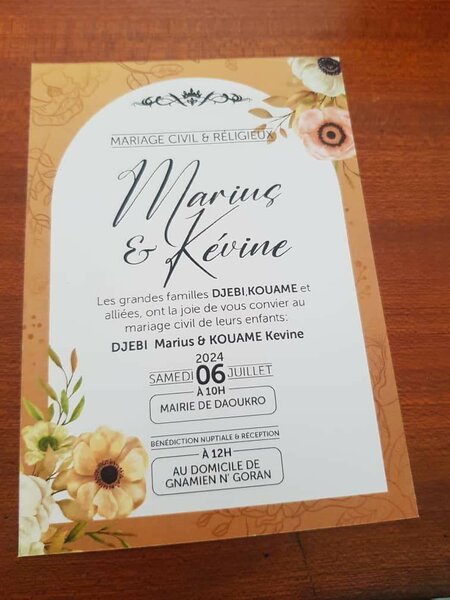 MARIAGE CIVIL & RÉLIGIEUX
Marius
& Kévine
Les grandes familles DJEBI,KOUAME et
alliées, ont la joie de vous convier au
mariage civil de leurs enfants:
DJEBI Marius & KOUAME Kevine
2024
SAMEDI 06 JUILLET
À 10H
MAIRIE DE DAOUKRO
BÉNÉDICTION NUPTIALE & RÉCEPTION
À 12H
AU DOMICILE DE
GNAMIEN N' GORAN